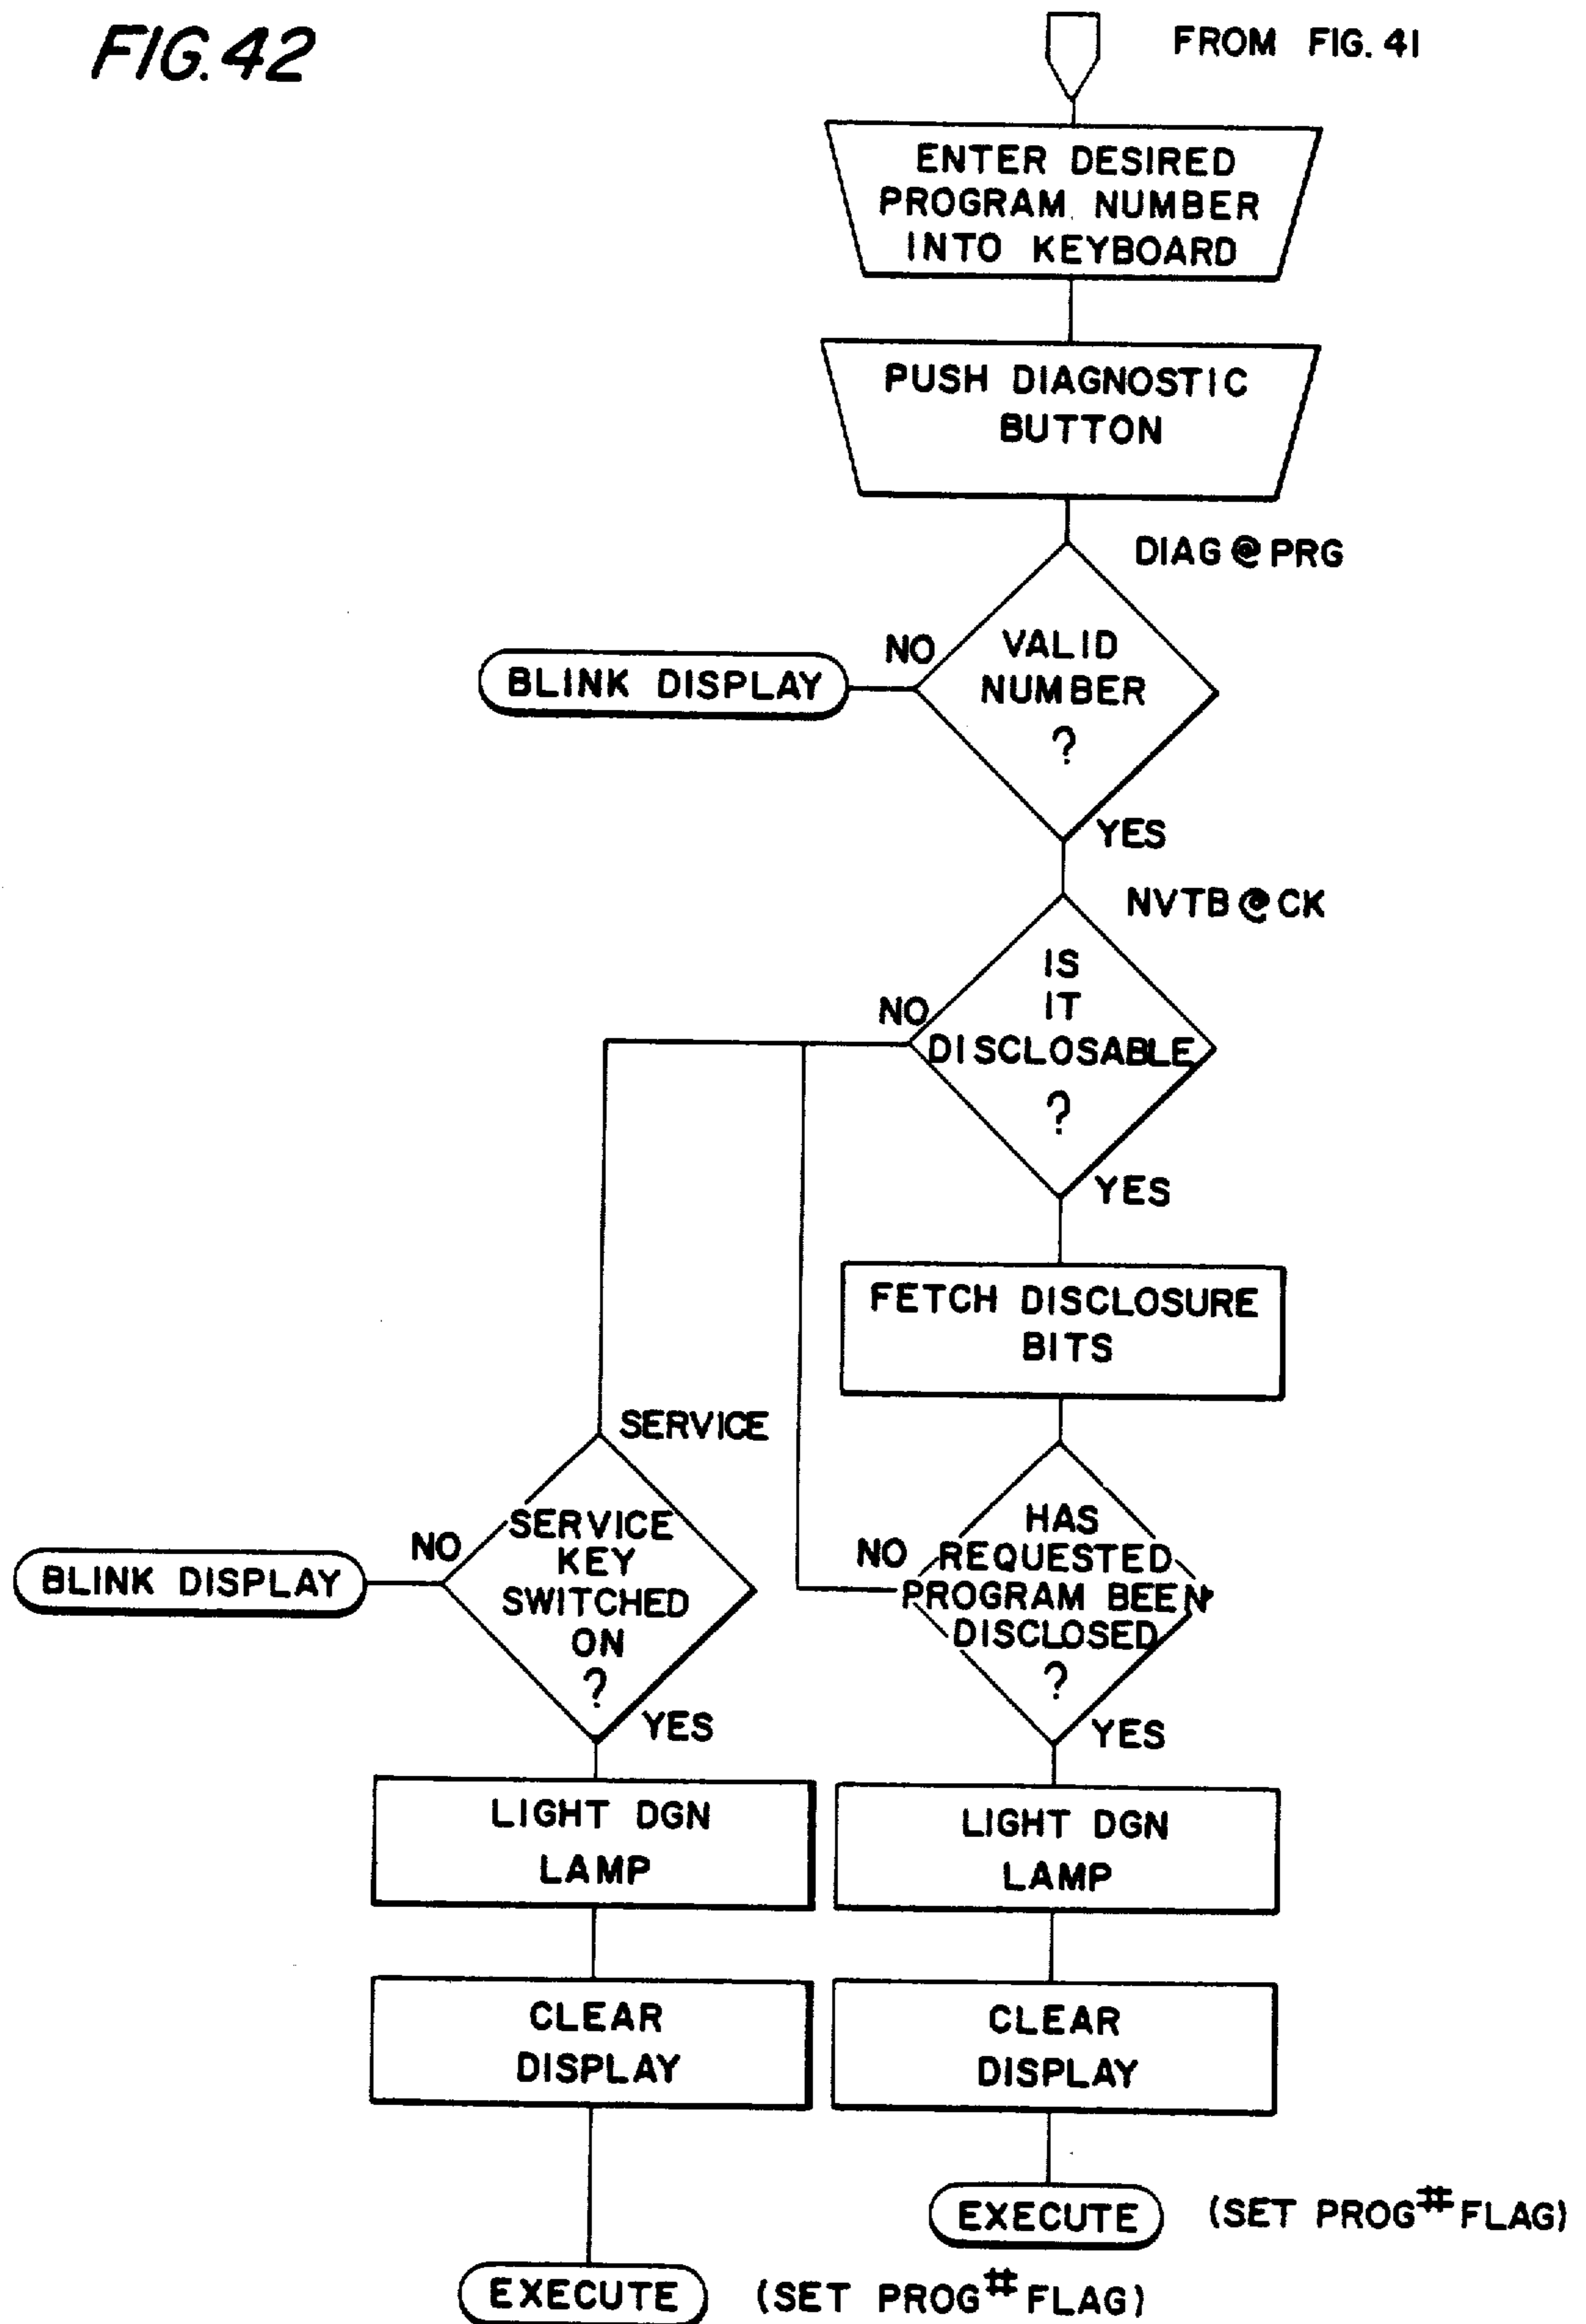 FIG. 42
FROM FIG. 41
ENTER DESIRED
PROGRAM NUMBER
INTO KEYBOARD
PUSH DIAGNOSTIC
BUTTON
DIAG@PRG
NO
VALID
NUMBER
?
BLINK DISPLAY
YES
NVTB@CK
IS
IT
DISCLOSABLE
?
NO
YES
FETCH DISCLOSURE
BITS
SERVICE
SERVICE
KEY
SWITCHED
ON
?
NO
BLINK DISPLAY
YES
HAS
REQUESTED
PROGRAM BEEN
DISCLOSED
?
NO
YES
LIGHT DGN
LAMP
LIGHT DGN
LAMP
CLEAR
DISPLAY
CLEAR
DISPLAY
EXECUTE (SET PROG# FLAG)
EXECUTE (SET PROG# FLAG)